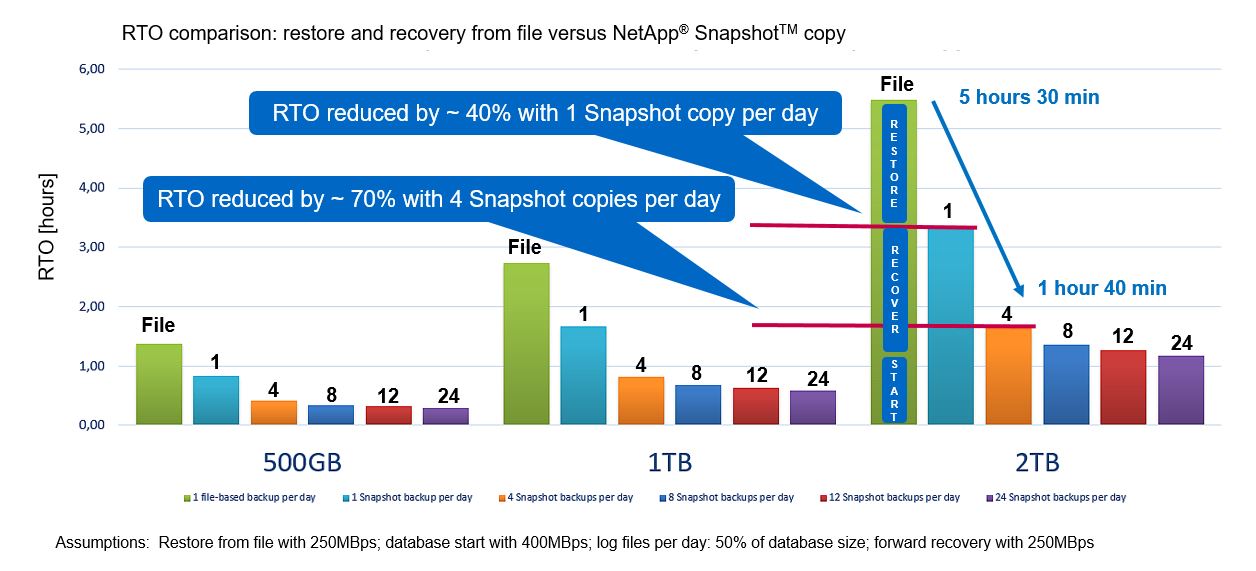 RTO comparison: restore and recovery from file versus NetApp® Snapshot™ copy
RTO [hours]
6,00
5,00
4,00
3,00
2,00
1,00
0,00
RTO reduced by ~ 40% with 1 Snapshot copy per day
RTO reduced by ~ 70% with 4 Snapshot copies per day
File
1
4
8
12
24
File
1
4
8
12
24
File
RESTORE
RECOVER
START
1
4
8
12
24
5 hours 30 min
1 hour 40 min
500GB
1TB
2TB
1 file-based backup per day
1 Snapshot backup per day
4 Snapshot backups per day
8 Snapshot backups per day
12 Snapshot backups per day
24 Snapshot backups per day
Assumptions: Restore from file with 250MBps; database start with 400MBps; log files per day: 50% of database size; forward recovery with 250MBps